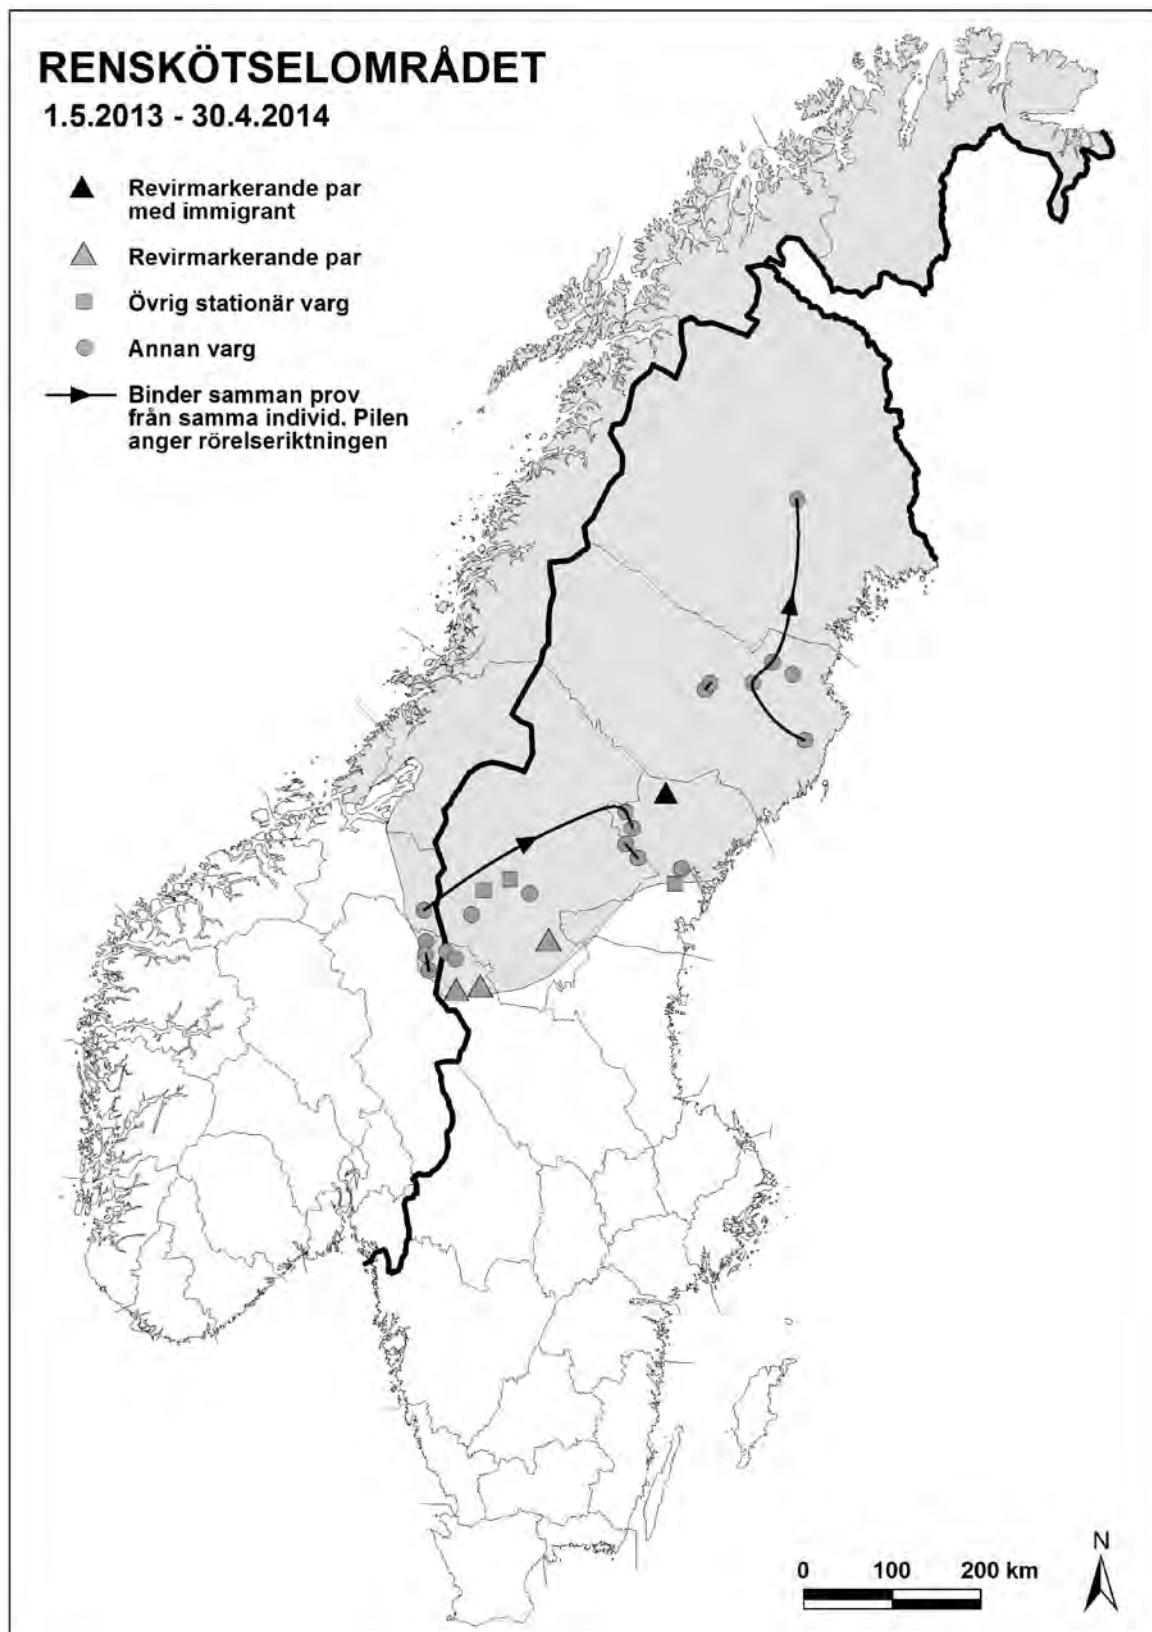 RENSKÖTSELOMRÅDET
1.5.2013 - 30.4.2014
Revirmarkerande par
med immigrant
Revirmarkerande par
Övrig stationär varg
Annan varg
Binder samman prov
från samma individ. Pilen
anger rörelseriktningen
N
0 100 200 km